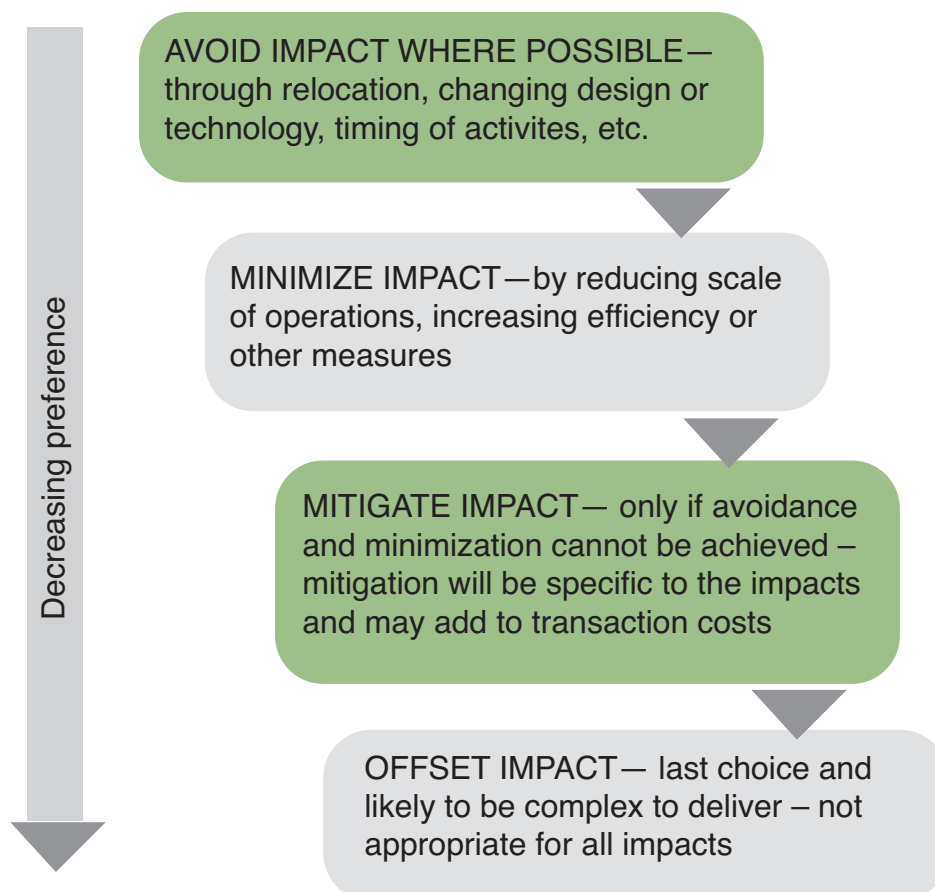 AVOID IMPACT WHERE POSSIBLE—
through relocation, changing design or
technology, timing of activites, etc.
MINIMIZE IMPACT—by reducing scale
of operations, increasing efficiency or
other measures
MITIGATE IMPACT— only if avoidance
and minimization cannot be achieved –
mitigation will be specific to the impacts
and may add to transaction costs
OFFSET IMPACT— last choice and
likely to be complex to deliver – not
appropriate for all impacts
Decreasing preference